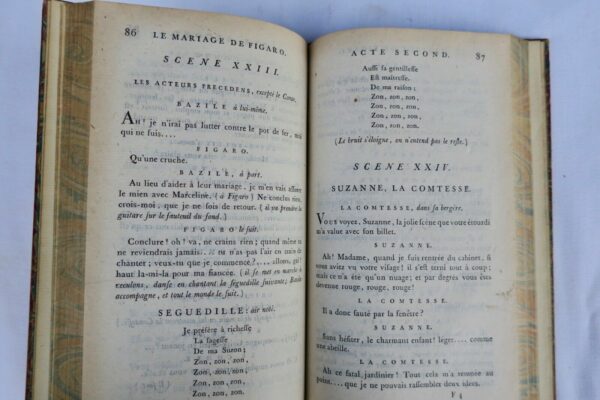 86 LE MARIAGE DE FIGARO.
SCENE XXIII.
LES ACTEURS PRÉCÉDENS, excepté le Comte.
BAZILE à lui-même.
Ah! je n'irai pas lutter contre le pot de fer, moi
qui ne suis....
FIGARO.
Qu'une cruche.
BAZILE, à part.
Au lieu d'aider à leur mariage, je m'en vais assurer
le mien avec Marceline. (à Figaro) Ne conclus rien,
crois-moi, que je ne sois de retour. (il va prendre la
guitare sur le fauteuil du fond.)
FIGARO le suit.
Conclure! oh! va, ne crains rien; quand même tu
ne reviendrais jamais.. tu n'as pas l'air en train de
chanter; veux-tu que je commence?.... allons, gai!
haut la-mi-la pour ma fiancée. (il se met en marche à
reculons, danse en chantant la séguedille suivante; Bazile
accompagne, et tout le monde le suit.)
SEGUEDILLE: air noté.
Je préfère à richesse
La sagesse
De ma Suzon;
Zon, zon, zon,
Zon, zon, zon,
Zon, zon, zon,
Zon, zon, zon.
ACTE SECOND. 87
Aussi sa gentillesse
Est maîtresse
De ma raison;
Zon, zon, zon,
Zon, zon, zon,
Zon, zon, zon,
Zon, zon, zon.
(Le bruit s'éloigne, on n'entend pas le reste.)
SCENE XXIV.
SUZANNE, LA COMTESSE.
LA COMTESSE, dans sa bergère.
Vous voyez, Suzanne, la jolie scène que votre étourdi
m'a value avec son billet.
SUZANNE.
Ah! Madame, quand je suis rentrée du cabinet, si
vous aviez vu votre visage! il s'est terni tout à coup;
mais ce n'a été qu'un nuage; et par degrés vous êtes
devenue rouge, rouge, rouge!
LA COMTESSE.
Il a donc sauté par la fenêtre?
SUZANNE.
Sans hésiter, le charmant enfant! léger.... comme
une abeille.
LA COMTESSE.
Ah ce fatal jardinier! Tout cela m'a remuée au
point.... que je ne pouvais rassembler deux idées.
F 4